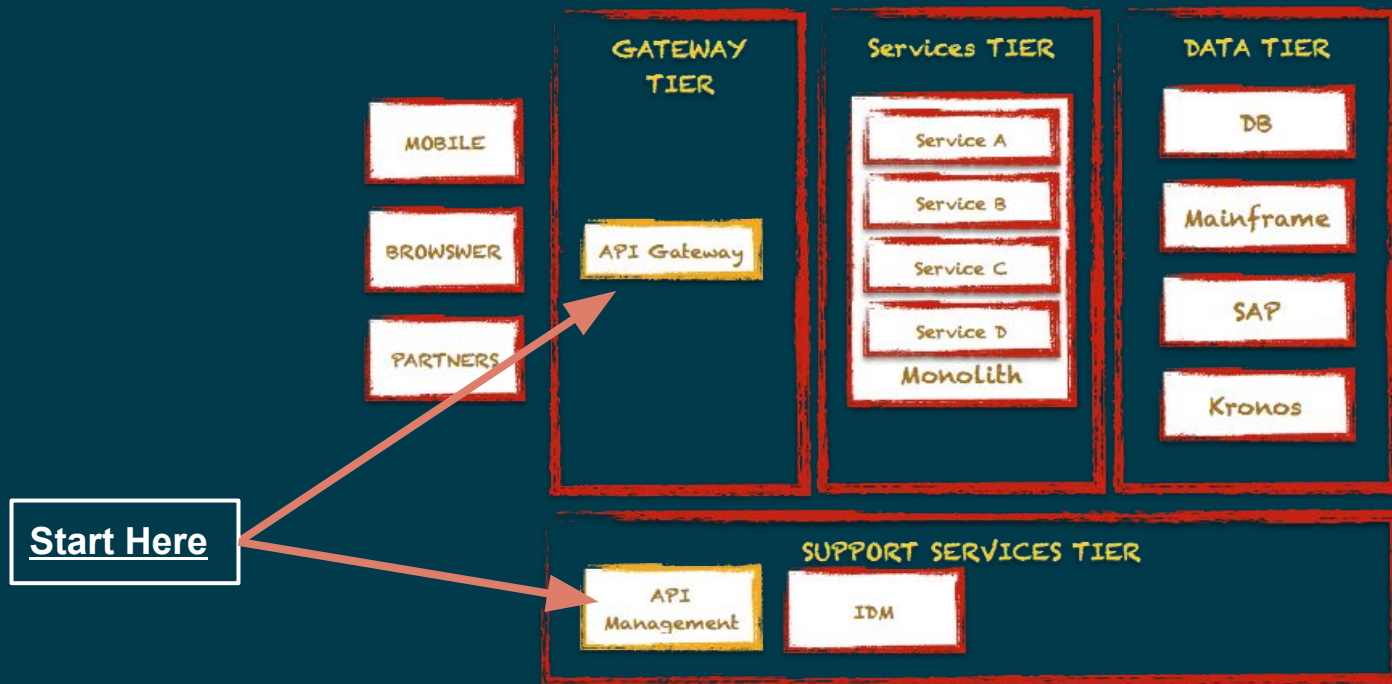 GATEWAY
TIER
Services TIER
DATA TIER
MOBILE
BROWSWER
PARTNERS
API Gateway
Service A
Service B
Service C
Service D
Monolith
DB
Mainframe
SAP
Kronos
Start Here
SUPPORT SERVICES TIER
API
Management
IDM